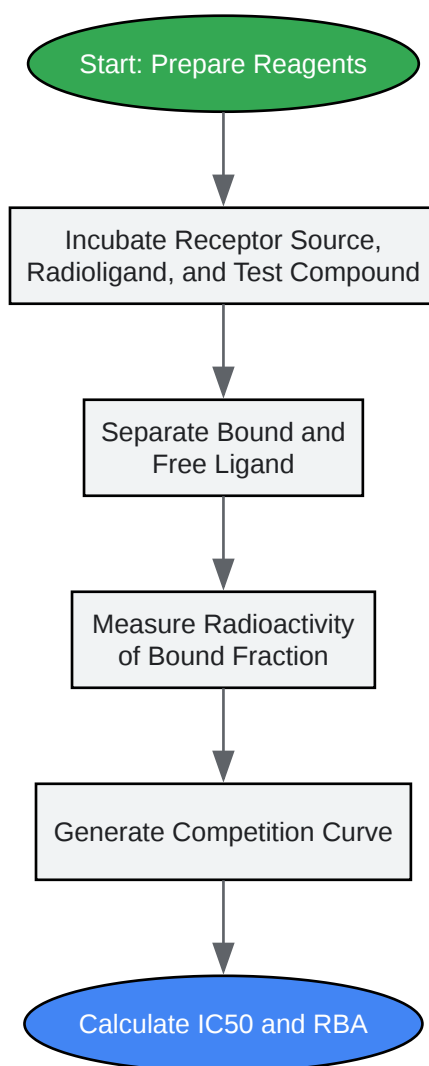 Start: Prepare Reagents
Incubate Receptor Source,
Radioligand, and Test Compound
Separate Bound and
Free Ligand
Measure Radioactivity
of Bound Fraction
Generate Competition Curve
Calculate IC50 and RBA